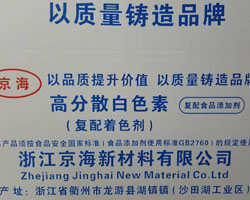 以质量铸造品牌
京海
以品质提升价值 以质量铸造品牌
高分散白色素 复配食品添加剂
(复配着色剂)
产品须按食品安全国家标准《食品添加剂使用标准GB2760》的规定使用
浙江京海新材料有限公司
Zhejiang Jinghai New Material Co.Ltd
产地:浙江省衢州市龙游县湖镇镇(沙田湖工业区